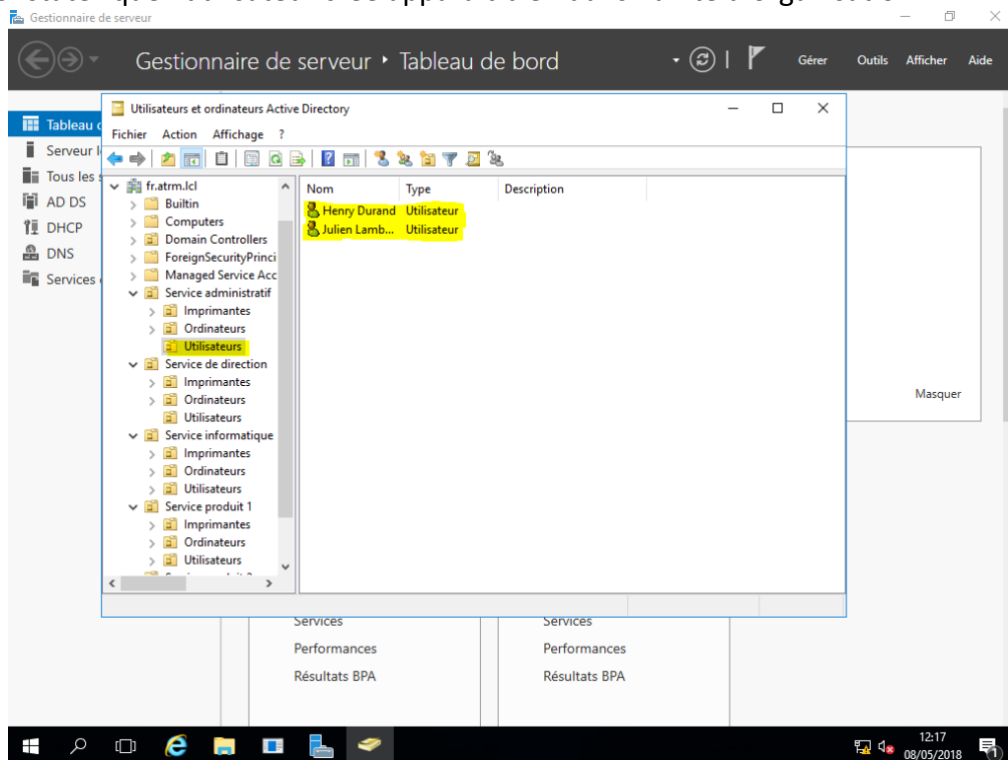 Gestionnaire de serveur
Gestionnaire de serveur ‣ Tableau de bord
Gérer Outils Afficher Aide
Utilisateurs et ordinateurs Active Directory
Fichier Action Affichage ?
Tableau
Serveur
Tous les
AD DS
DHCP
DNS
Services
fr.atrm.lcl
Builtin
Computers
Domain Controllers
ForeignSecurityPrinci
Managed Service Acc
Service administratif
Imprimantes
Ordinateurs
Utilisateurs
Service de direction
Imprimantes
Ordinateurs
Utilisateurs
Service informatique
Imprimantes
Ordinateurs
Utilisateurs
Service produit 1
Imprimantes
Ordinateurs
Utilisateurs
Nom Type Description
Henry Durand Utilisateur
Julien Lamb... Utilisateur
Masquer
Services
Performances
Résultats BPA
Services
Performances
Résultats BPA
12:17
08/05/2018
1